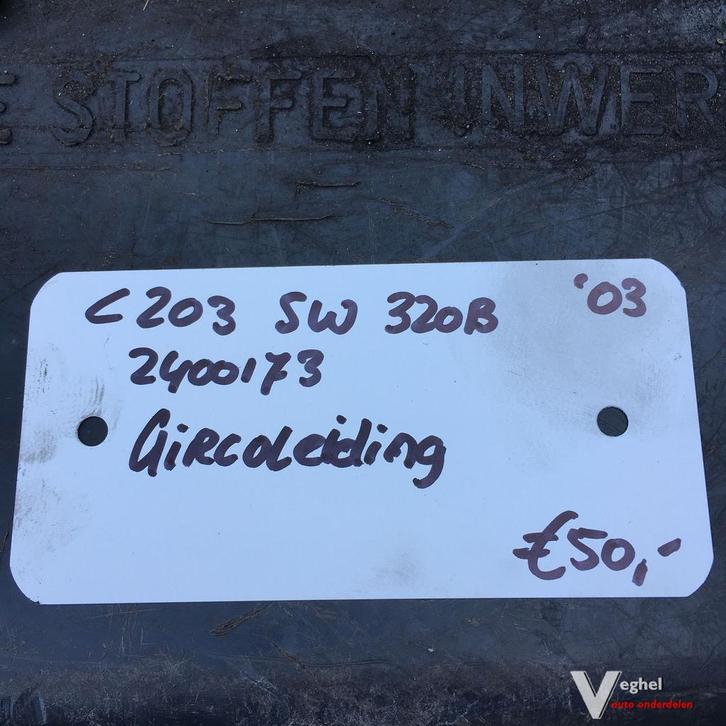 E STOFFEN INWER
C203 SW 320B '03
2400173
Aircoleiding
€50,-
Veghel
auto onderdelen